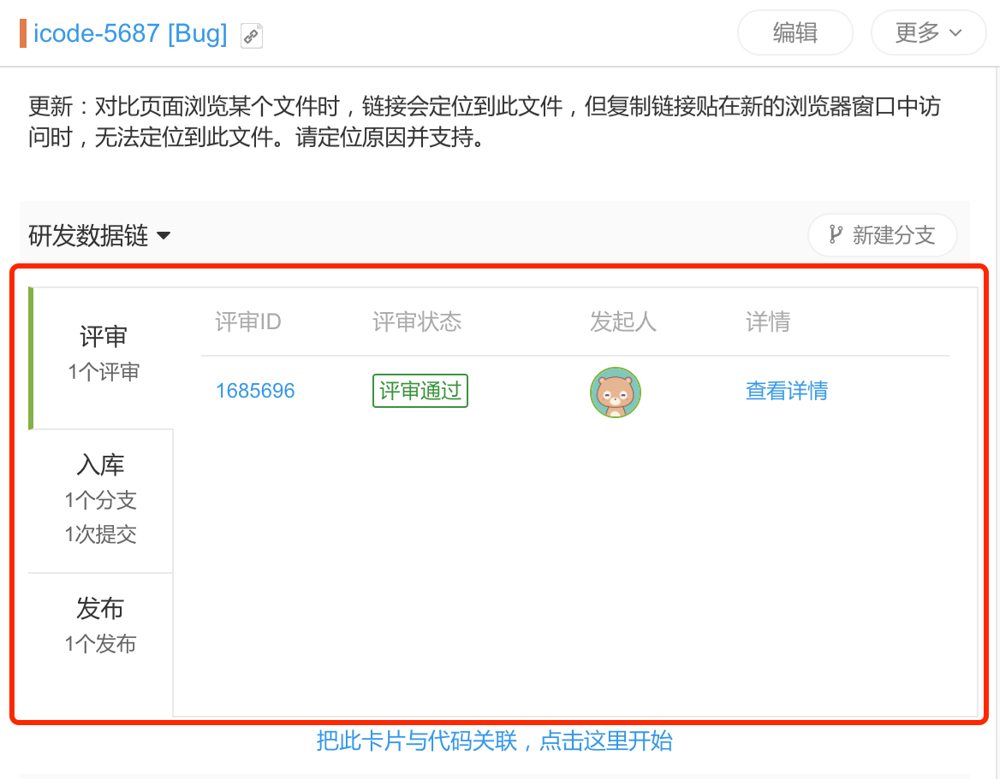 icode-5687 [Bug]
编辑
更多
更新：对比页面浏览某个文件时，链接会定位到此文件，但复制链接贴在新的浏览器窗口中访
问时，无法定位到此文件。请定位原因并支持。
研发数据链
新建分支
评审
1个评审
入库
1个分支
1次提交
发布
1个发布
评审ID 评审状态 发起人 详情
1685696 评审通过 查看详情
把此卡片与代码关联，点击这里开始